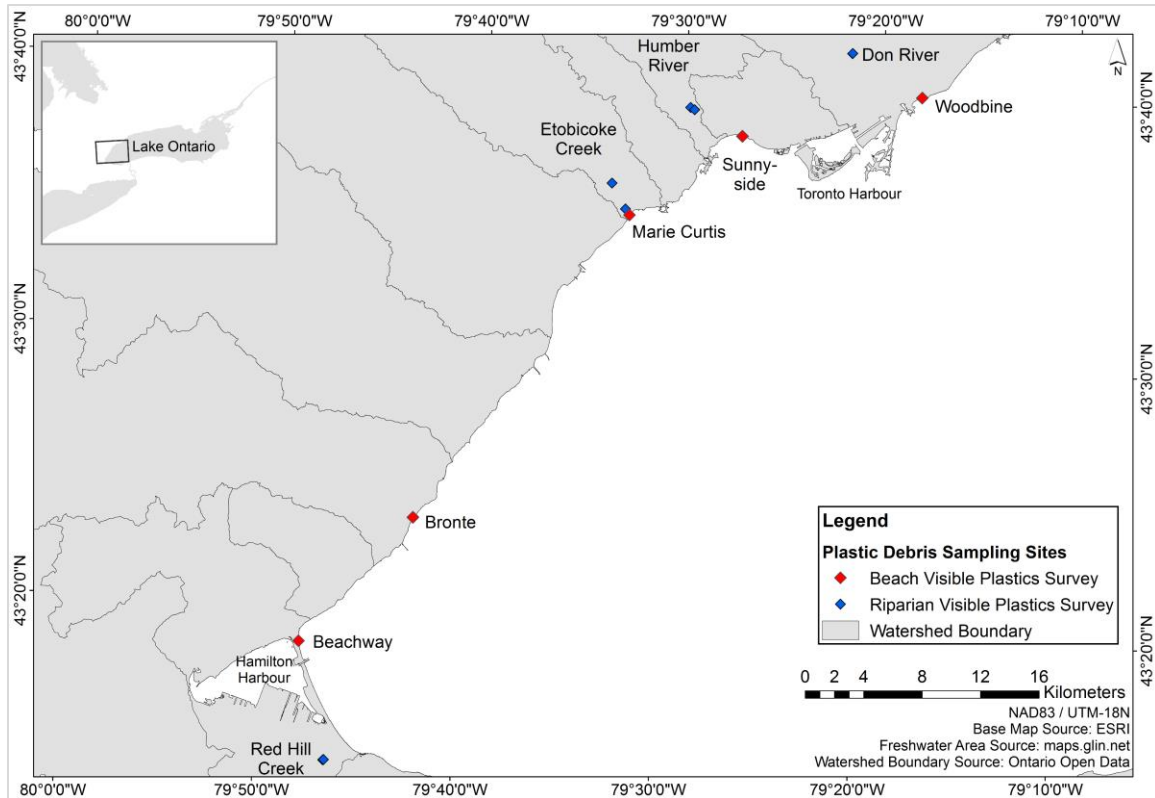 80°0'0"W
79°50'0"W
79°40'0"W
79°30'0"W
79°20'0"W
79°10'0"W
43°40'0"N
43°30'0"N
43°20'0"N
43°40'0"N
43°30'0"N
43°20'0"N
Lake Ontario
N
Humber
River
Don River
Woodbine
Etobicoke
Creek
Sunny-
side
Toronto Harbour
Marie Curtis
Bronte
Beachway
Hamilton
Harbour
Red Hill
Creek
Legend
Plastic Debris Sampling Sites
Beach Visible Plastics Survey
Riparian Visible Plastics Survey
Watershed Boundary
0 2 4 8 12 16
Kilometers
NAD83 / UTM-18N
Base Map Source: ESRI
Freshwater Area Source: maps.glin.net
Watershed Boundary Source: Ontario Open Data
80°0'0"W
79°50'0"W
79°40'0"W
79°30'0"W
79°20'0"W
79°10'0"W